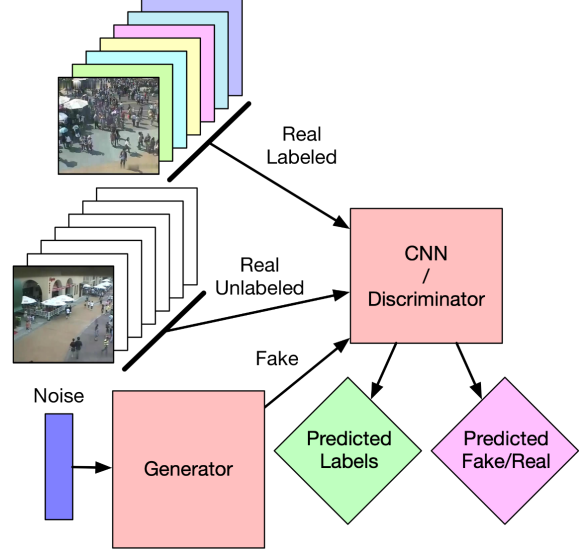 Real
Labeled
Real
Unlabeled
CNN
/
Discriminator
Fake
Noise
Generator
Predicted
Labels
Predicted
Fake/Real